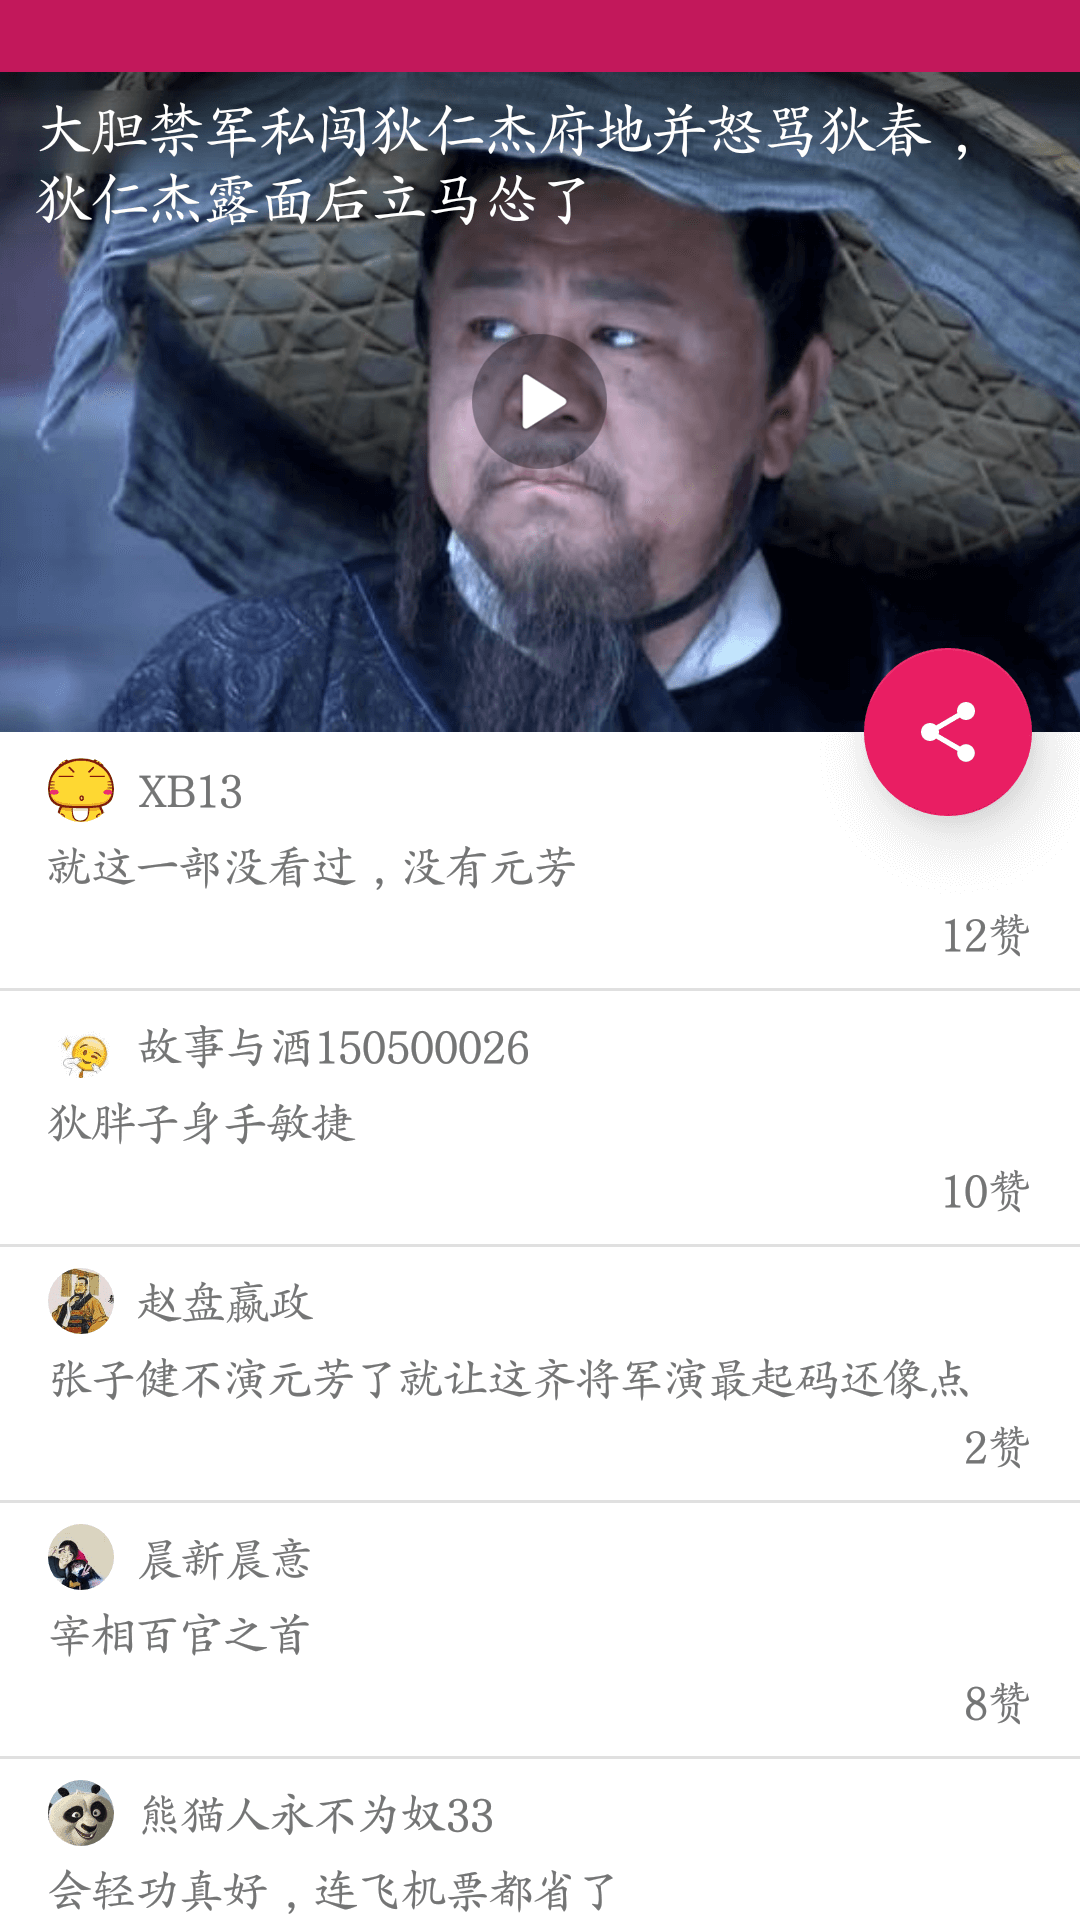 大胆禁军私闯狄仁杰府地并怒骂狄春，
狄仁杰露面后立马怂了
XB13
就这一部没看过，没有元芳
12赞
故事与酒150500026
狄胖子身手敏捷
10赞
赵盘嬴政
张子健不演元芳了就让这齐将军演最起码还像点
2赞
晨新晨意
宰相百官之首
8赞
熊猫人永不为奴33
会轻功真好，连飞机票都省了